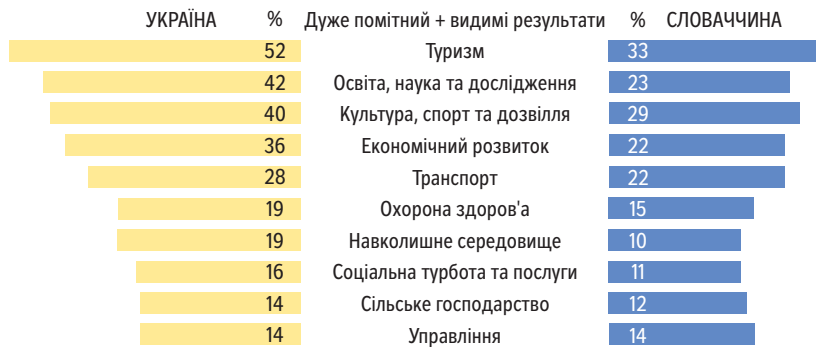 УКРАЇНА % Дуже помітний + видимі результати % СЛОВАЧЧИНА
52 Туризм 33
42 Освіта, наука та дослідження 23
40 Культура, спорт та дозвілля 29
36 Економічний розвиток 22
28 Транспорт 22
19 Охорона здоров'а 15
19 Навколишнє середовище 10
16 Соціальна турбота та послуги 11
14 Сільське господарство 12
14 Управління 14